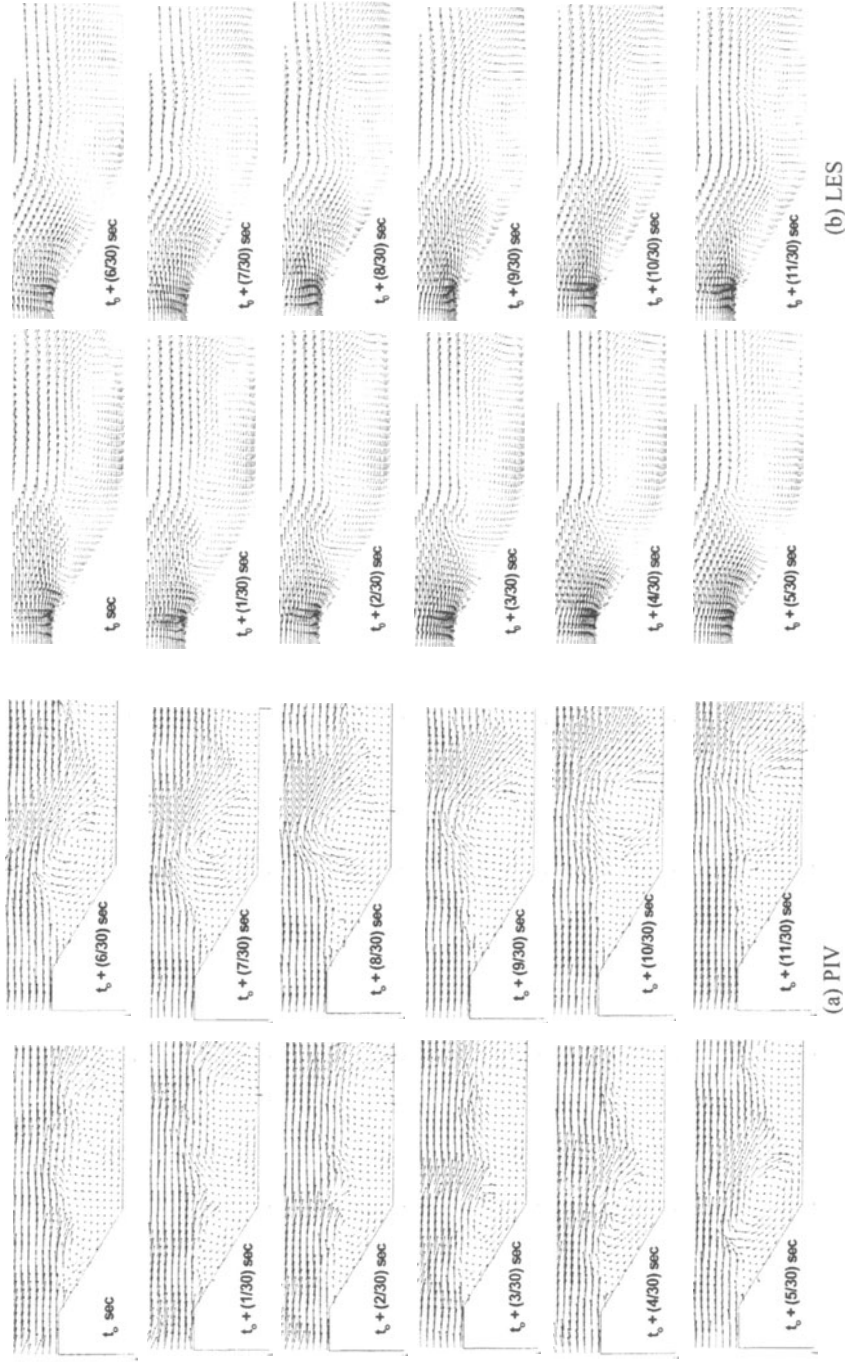 t₀ sec
t₀ + (1/30) sec
t₀ + (2/30) sec
t₀ + (3/30) sec
t₀ + (4/30) sec
t₀ + (5/30) sec
t₀ + (6/30) sec
t₀ + (7/30) sec
t₀ + (8/30) sec
t₀ + (9/30) sec
t₀ + (10/30) sec
t₀ + (11/30) sec
(a) PIV
t₀ sec
t₀ + (1/30) sec
t₀ + (2/30) sec
t₀ + (3/30) sec
t₀ + (4/30) sec
t₀ + (5/30) sec
t₀ + (6/30) sec
t₀ + (7/30) sec
t₀ + (8/30) sec
t₀ + (9/30) sec
t₀ + (10/30) sec
t₀ + (11/30) sec
(b) LES